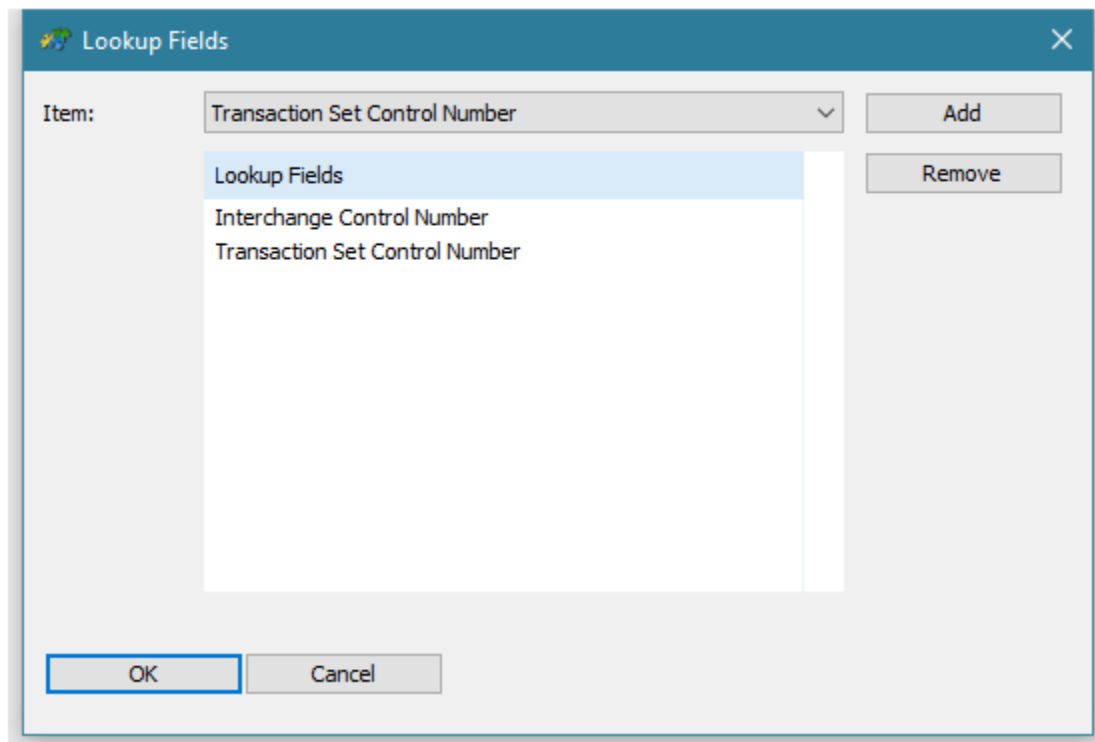 Lookup Fields
Item: Transaction Set Control Number Add
Lookup Fields Remove
Interchange Control Number
Transaction Set Control Number
OK Cancel